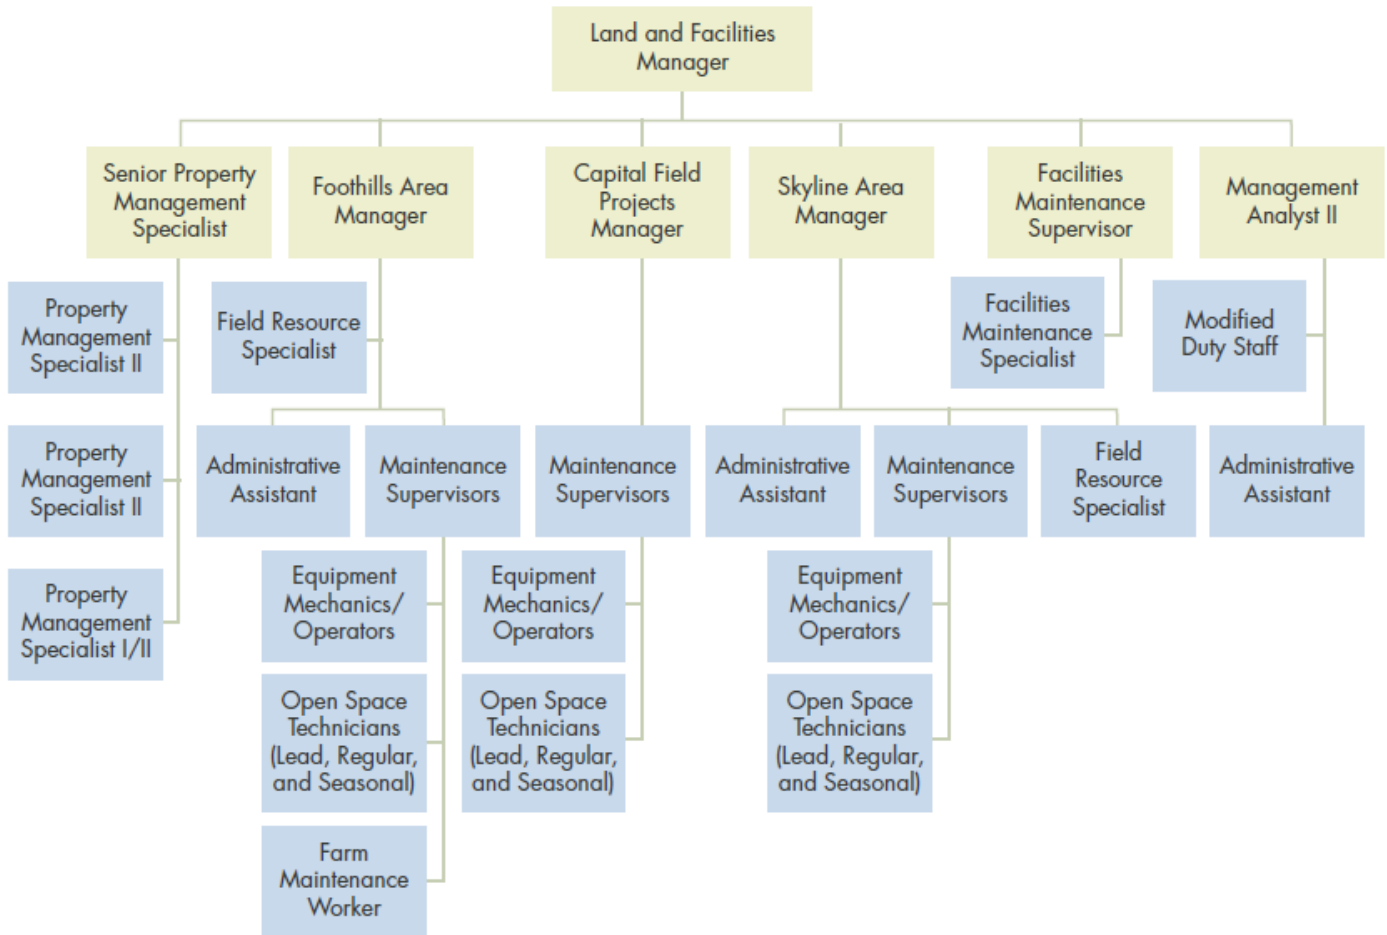 Land and Facilities
Manager
Senior Property
Management
Specialist
Foothills Area
Manager
Capital Field
Projects
Manager
Skyline Area
Manager
Facilities
Maintenance
Supervisor
Management
Analyst II
Property
Management
Specialist II
Field Resource
Specialist
Facilities
Maintenance
Specialist
Modified
Duty Staff
Property
Management
Specialist II
Administrative
Assistant
Maintenance
Supervisors
Maintenance
Supervisors
Administrative
Assistant
Maintenance
Supervisors
Field
Resource
Specialist
Administrative
Assistant
Property
Management
Specialist I/II
Equipment
Mechanics/
Operators
Equipment
Mechanics/
Operators
Equipment
Mechanics/
Operators
Open Space
Technicians
(Lead, Regular,
and Seasonal)
Open Space
Technicians
(Lead, Regular,
and Seasonal)
Open Space
Technicians
(Lead, Regular,
and Seasonal)
Farm
Maintenance
Worker